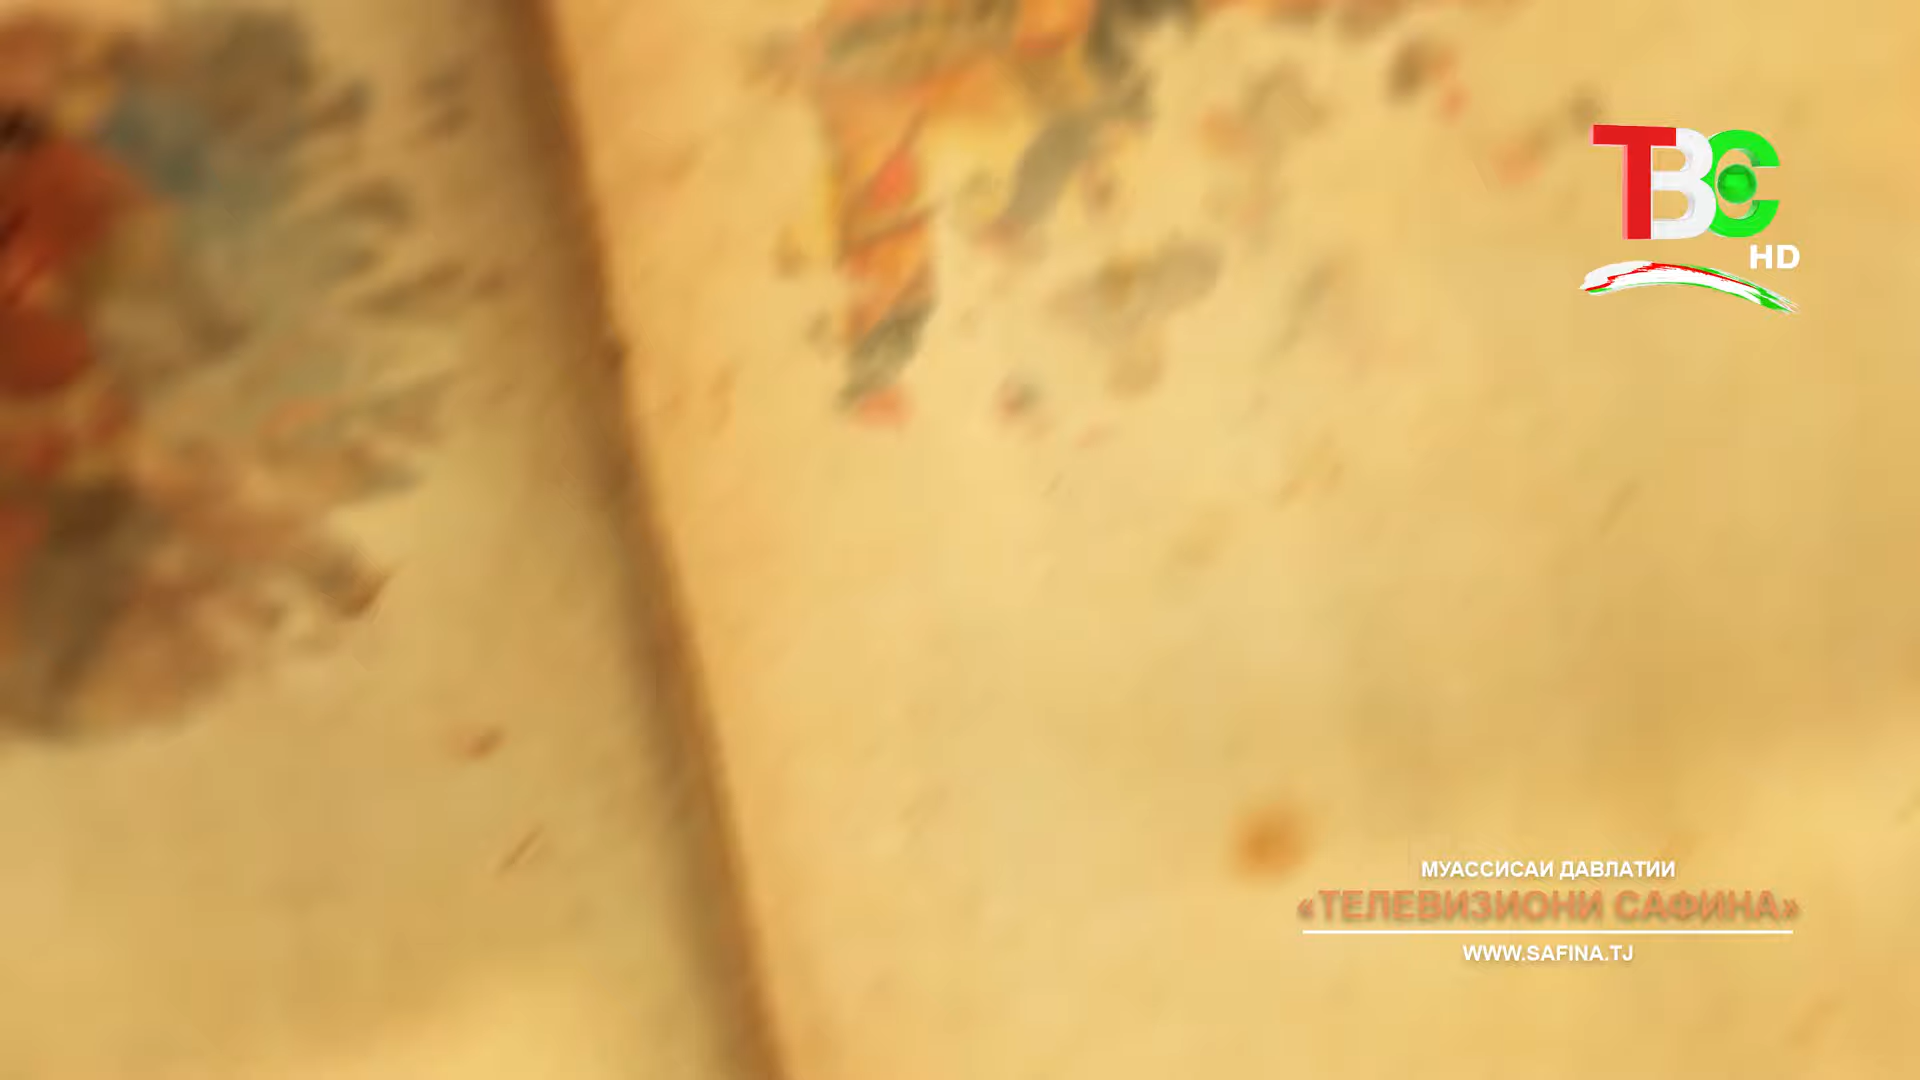 ТВС
HD
МУАССИСАИ ДАВЛАТИИ
«ТЕЛЕВИЗИОНИ САФИНА»
WWW.SAFINA.TJ